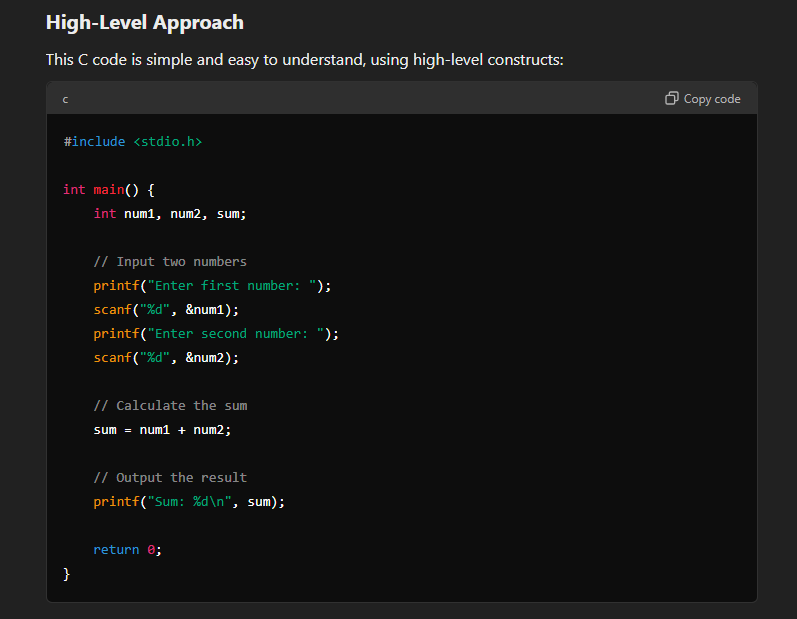 High-Level Approach
This C code is simple and easy to understand, using high-level constructs:
c
Copy code
#include <stdio.h>
int main() {
    int num1, num2, sum;
    // Input two numbers
    printf("Enter first number: ");
    scanf("%d", &num1);
    printf("Enter second number: ");
    scanf("%d", &num2);
    // Calculate the sum
    sum = num1 + num2;
    // Output the result
    printf("Sum: %d\n", sum);
    return 0;
}